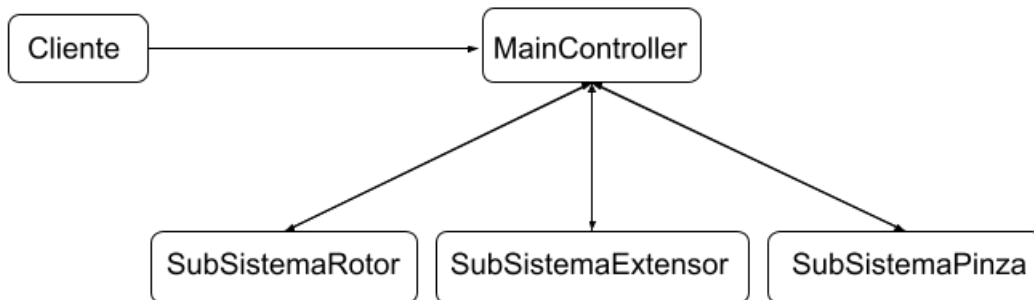 Cliente
MainController
SubSistemaRotor
SubSistemaExtensor
SubSistemaPinza